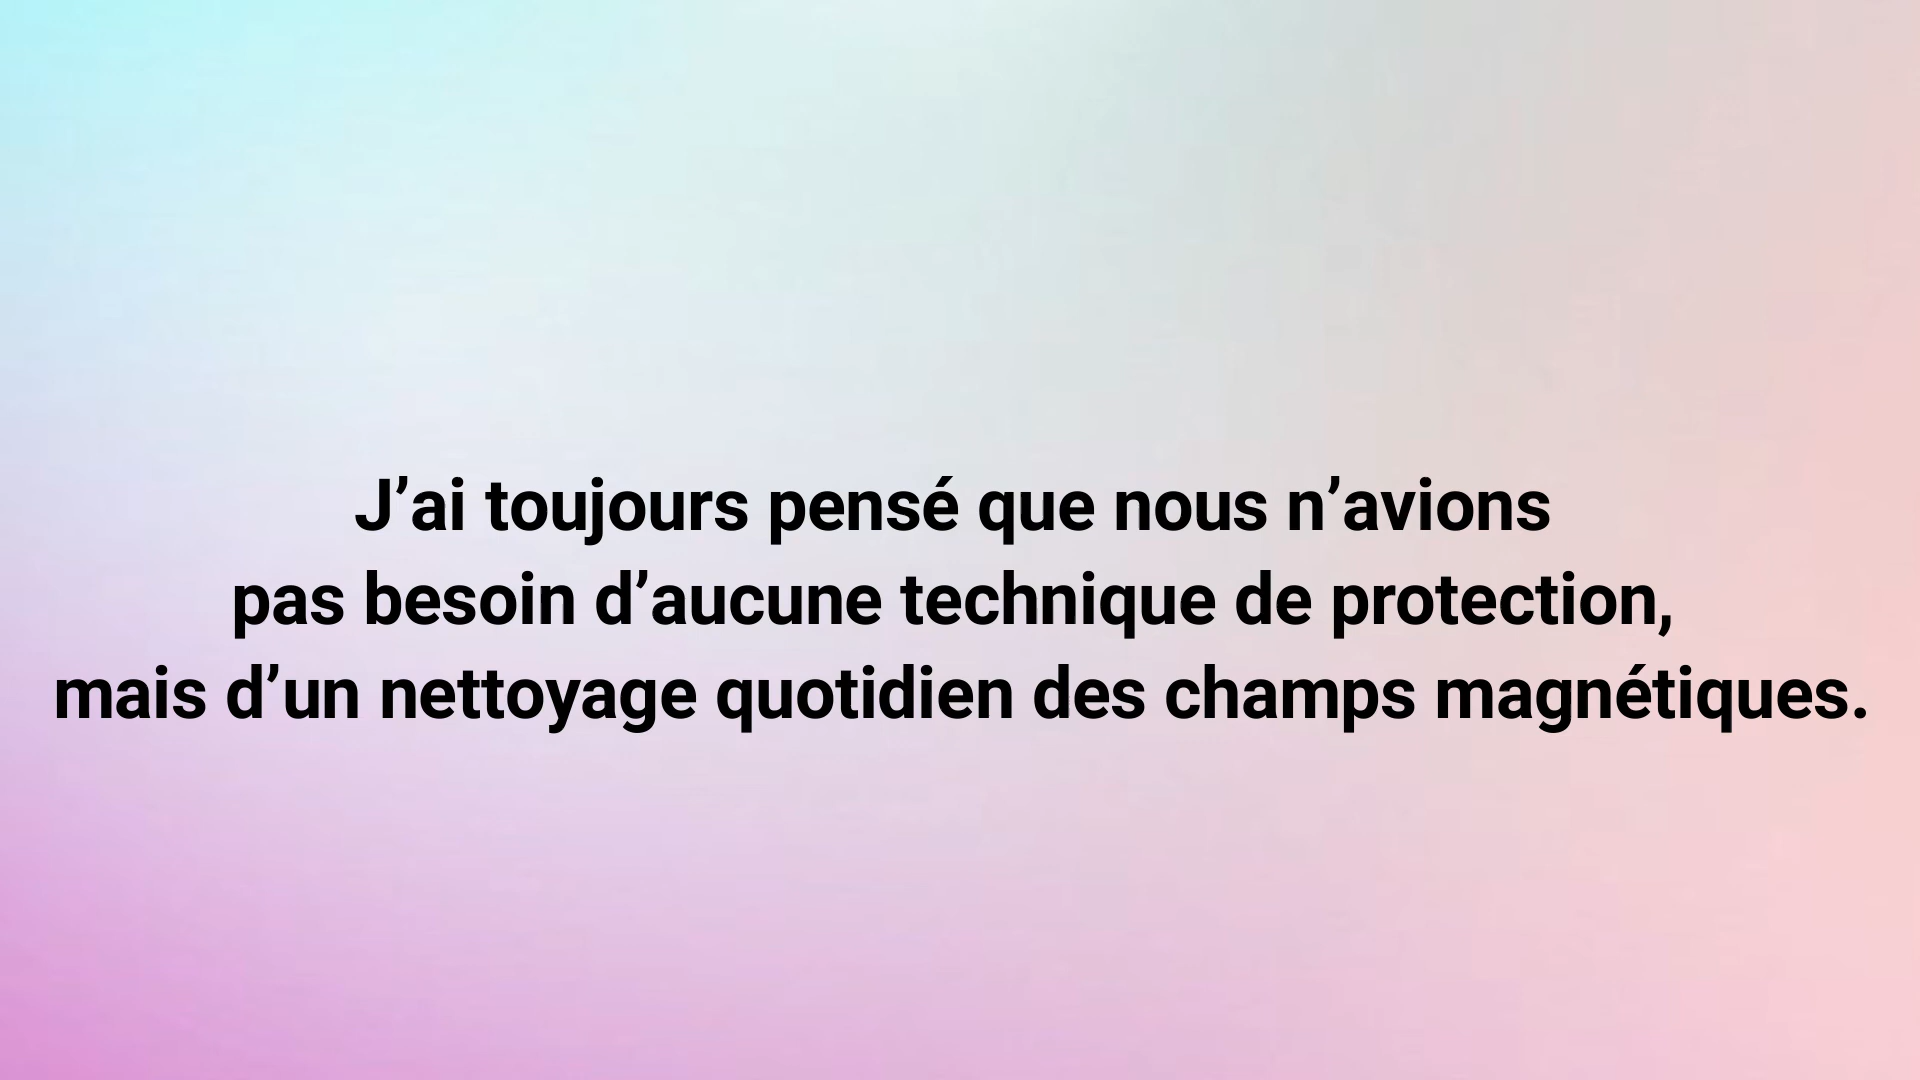 J’ai toujours pensé que nous n’avions
pas besoin d’aucune technique de protection,
mais d’un nettoyage quotidien des champs magnétiques.